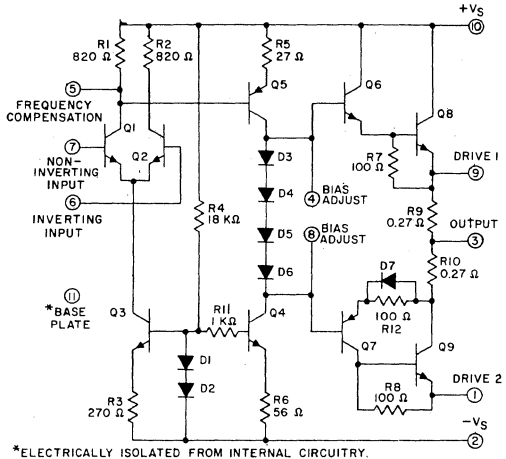 +VS
10
R1
820 Ω
R2
820 Ω
R5
27 Ω
5
FREQUENCY
COMPENSATION
Q5
Q6
Q8
Q1
7
Q2
NON-
INVERTING
INPUT
6
INVERTING
INPUT
R4
18 KΩ
D3
D4
D5
D6
4
BIAS
ADJUST
8
BIAS
ADJUST
R7
100 Ω
DRIVE 1
9
R9
0.27 Ω
OUTPUT
3
R10
0.27 Ω
11
*BASE
PLATE
Q3
R11
1 KΩ
Q4
D7
100 Ω
R12
Q7
Q9
D1
D2
R3
270 Ω
R6
56 Ω
R8
100 Ω
DRIVE 2
1
-VS
2
*ELECTRICALLY ISOLATED FROM INTERNAL CIRCUITRY.